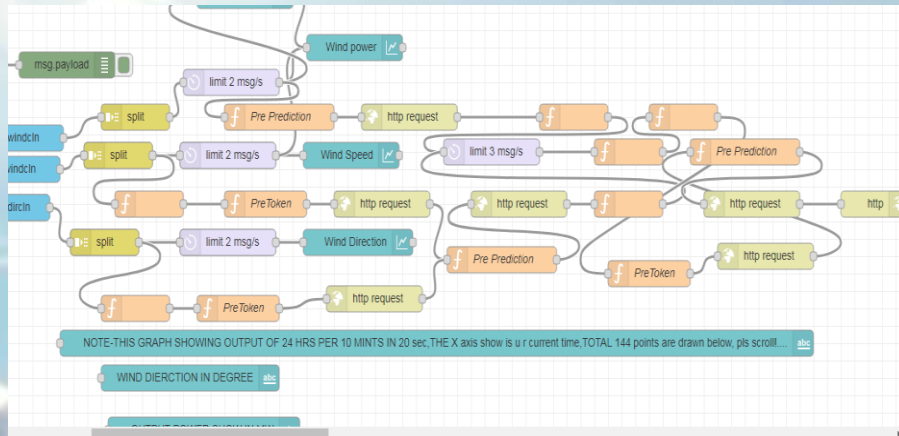 Wind power
msg.payload
limit 2 msg/s
split
Pre Prediction
http request
windcIn
split
limit 2 msg/s
Wind Speed
limit 3 msg/s
Pre Prediction
windcIn
dircIn
PreToken
http request
http request
http request
http
split
limit 2 msg/s
Wind Direction
Pre Prediction
PreToken
http request
PreToken
http request
NOTE-THIS GRAPH SHOWING OUTPUT OF 24 HRS PER 10 MINTS IN 20 sec,THE X axis show is u r current time,TOTAL 144 points are drawn below, pls scrolll....
abc
WIND DIERCTION IN DEGREE
abc